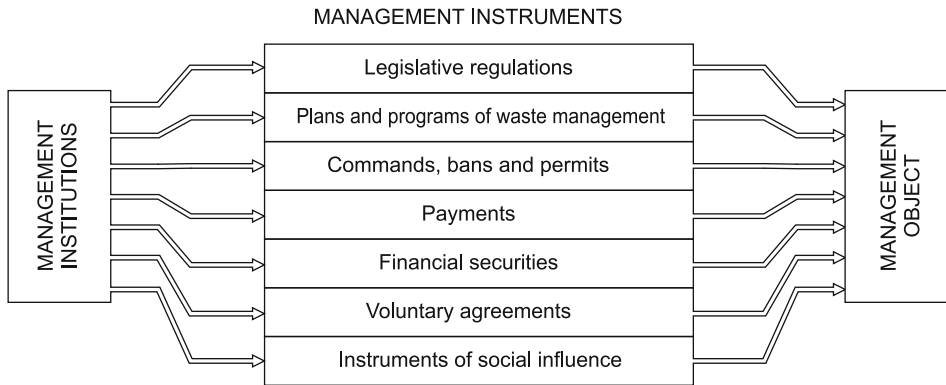 MANAGEMENT INSTRUMENTS
MANAGEMENT
INSTITUTIONS
Legislative regulations
Plans and programs of waste management
Commands, bans and permits
Payments
Financial securities
Voluntary agreements
Instruments of social influence
MANAGEMENT
OBJECT